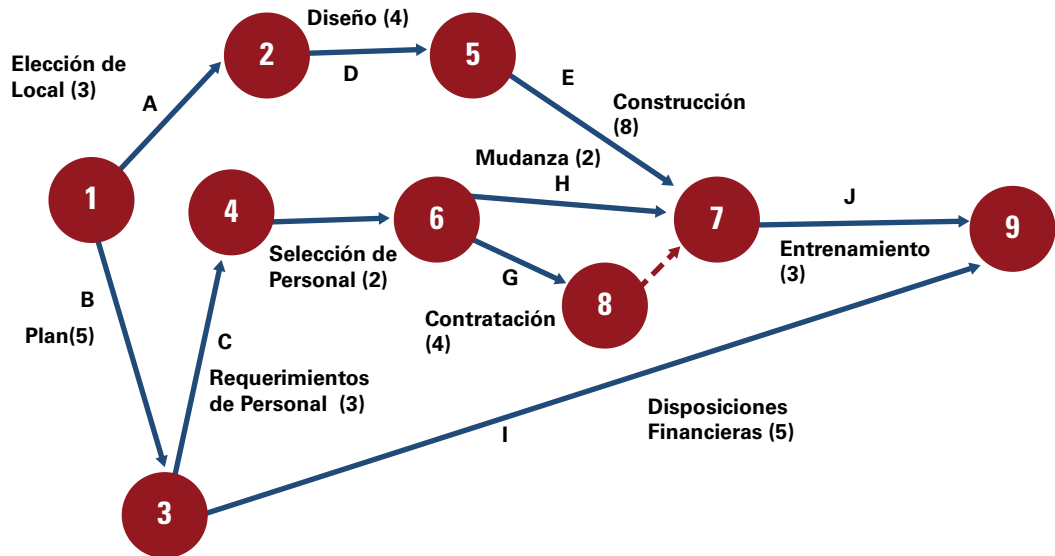 Diseño (4)
2
5
D
Elección de
Local (3)
A
E
Construcción
(8)
Mudanza (2)
H
1
4
6
7
J
9
Selección de
Personal (2)
Entrenamiento
(3)
B
G
8
Plan(5)
C
Contratación
(4)
Requerimientos
de Personal (3)
Disposiciones
Financieras (5)
I
3